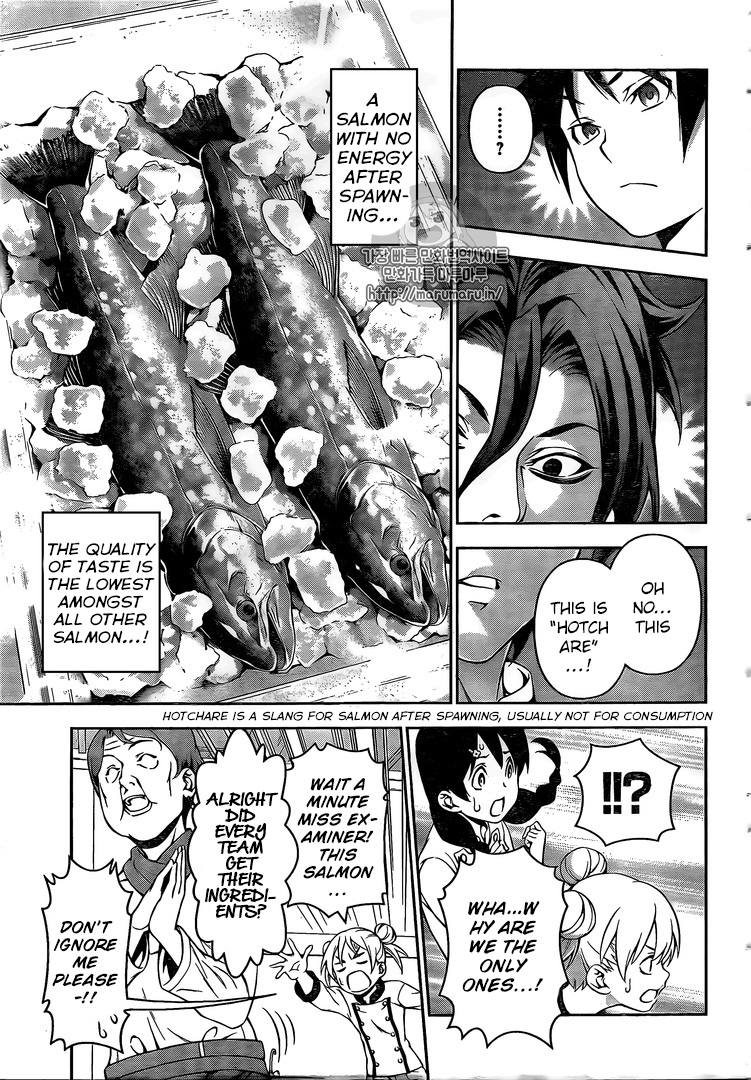 ......?
OH
NO...
THIS
THIS IS
"HOTCH
ARE"
...!
A
SALMON
WITH NO
ENERGY
AFTER
SPAWN-
ING...
가장 빠른 만화번역사이트
만화가득 마루마루
http://marumaru.in/
THE QUALITY
OF TASTE IS
THE LOWEST
AMONGST
ALL OTHER
SALMON...!
HOTCHARE IS A SLANG FOR SALMON AFTER SPAWNING, USUALLY NOT FOR CONSUMPTION
!!?
WHA...W
HY ARE
WE THE
ONLY
ONES...!
WAIT A
MINUTE
MISS EX-
AMINER!
THIS
SALMON
...
ALRIGHT
DID
EVERY
TEAM
GET
THEIR
INGREDI-
ENTS?
DON'T
IGNORE
ME
PLEASE
-!!